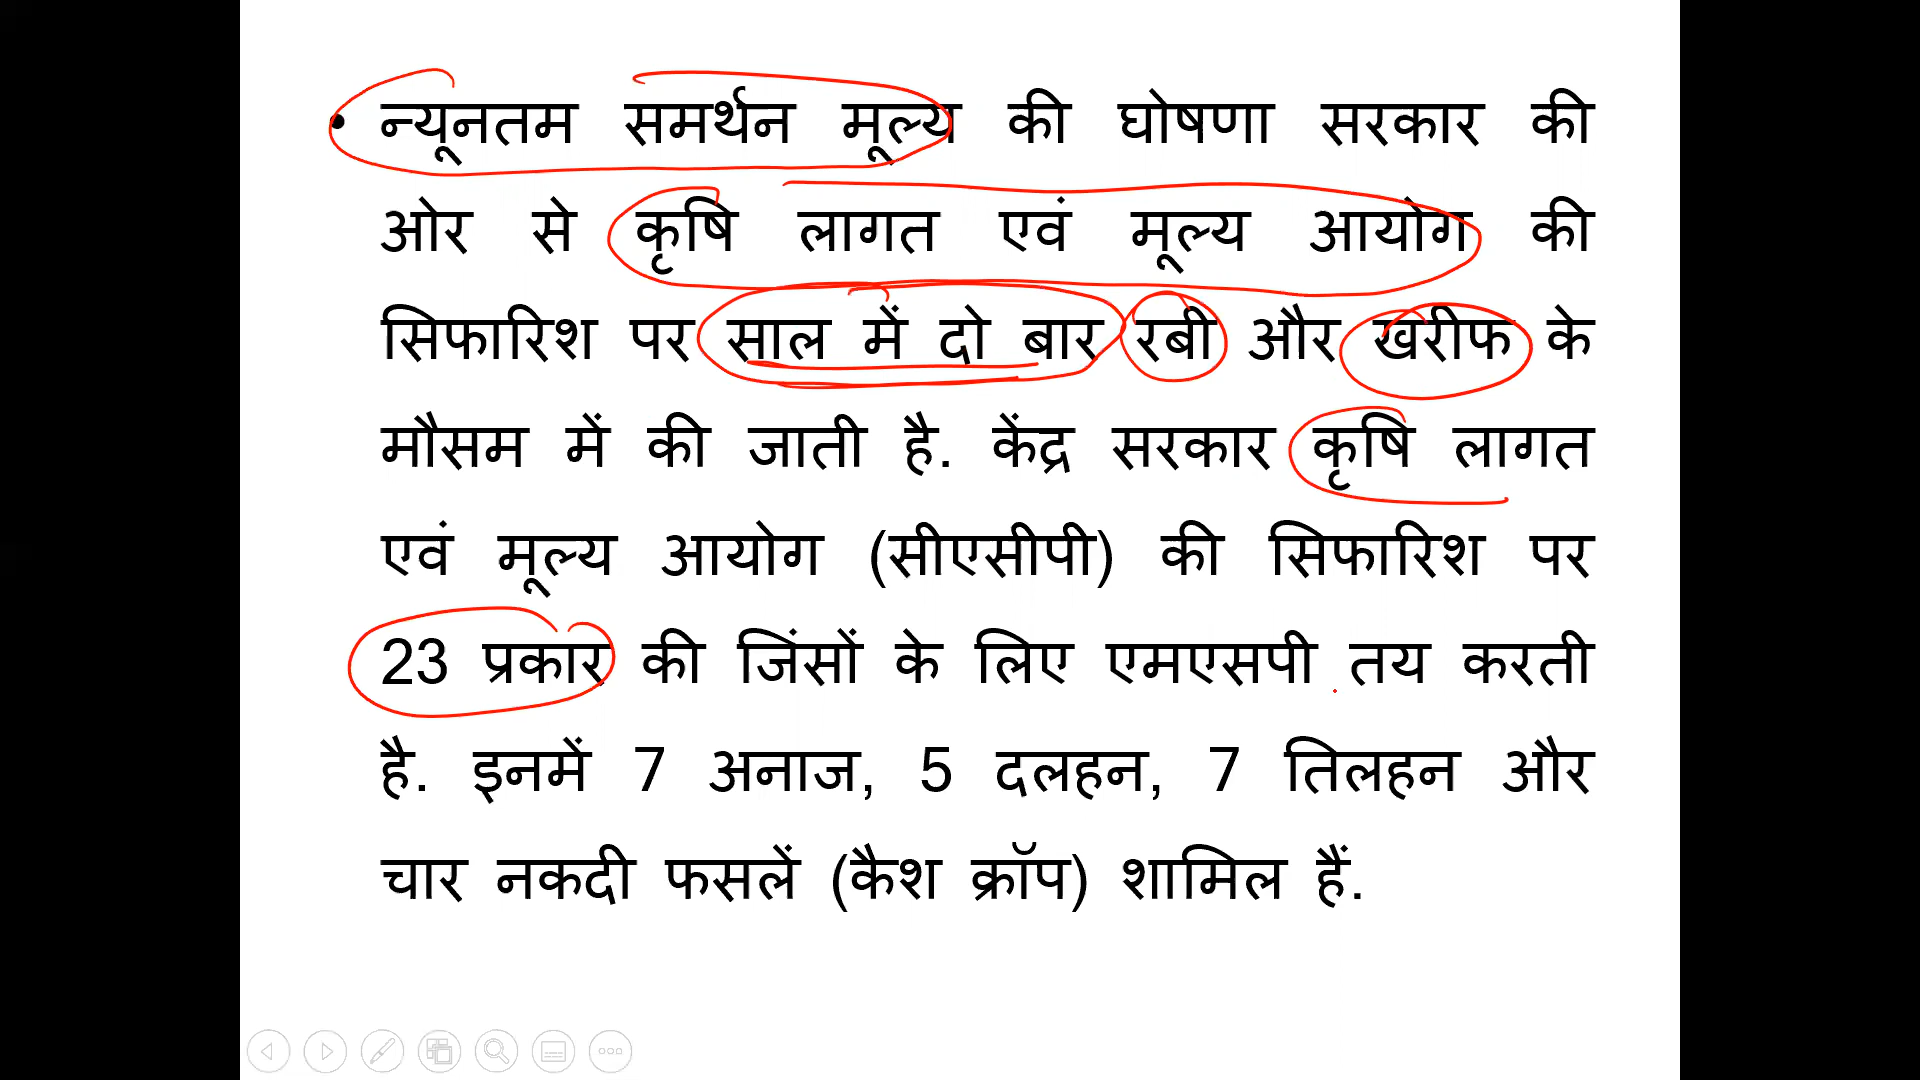 • न्यूनतम समर्थन मूल्य की घोषणा सरकार की
ओर से कृषि लागत एवं मूल्य आयोग की
सिफारिश पर साल में दो बार रबी और खरीफ के
मौसम में की जाती है. केंद्र सरकार कृषि लागत
एवं मूल्य आयोग (सीएसीपी) की सिफारिश पर
23 प्रकार की जिंसों के लिए एमएसपी तय करती
है. इनमें 7 अनाज, 5 दलहन, 7 तिलहन और
चार नकदी फसलें (कैश क्रॉप) शामिल हैं.